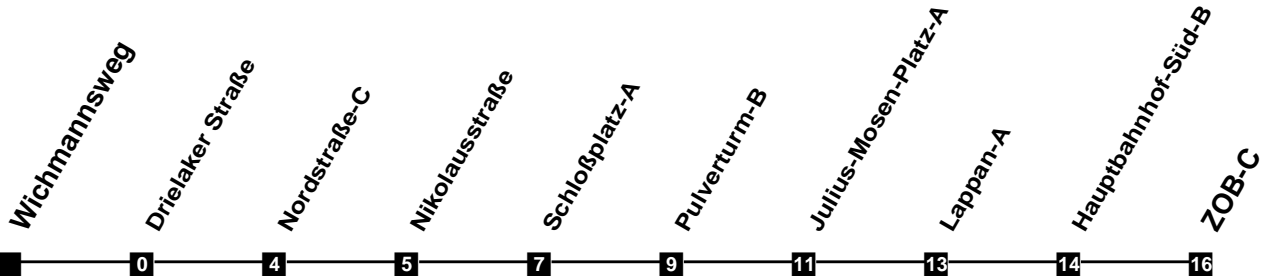 Wichmannsweg
Drielaker Straße
Nordstraße-C
Nikolausstraße
Schloßplatz-A
Pulverturm-B
Julius-Mosen-Platz-A
Lappan-A
Hauptbahnhof-Süd-B
ZOB-C
0 4 5 7 9 11 13 14 16